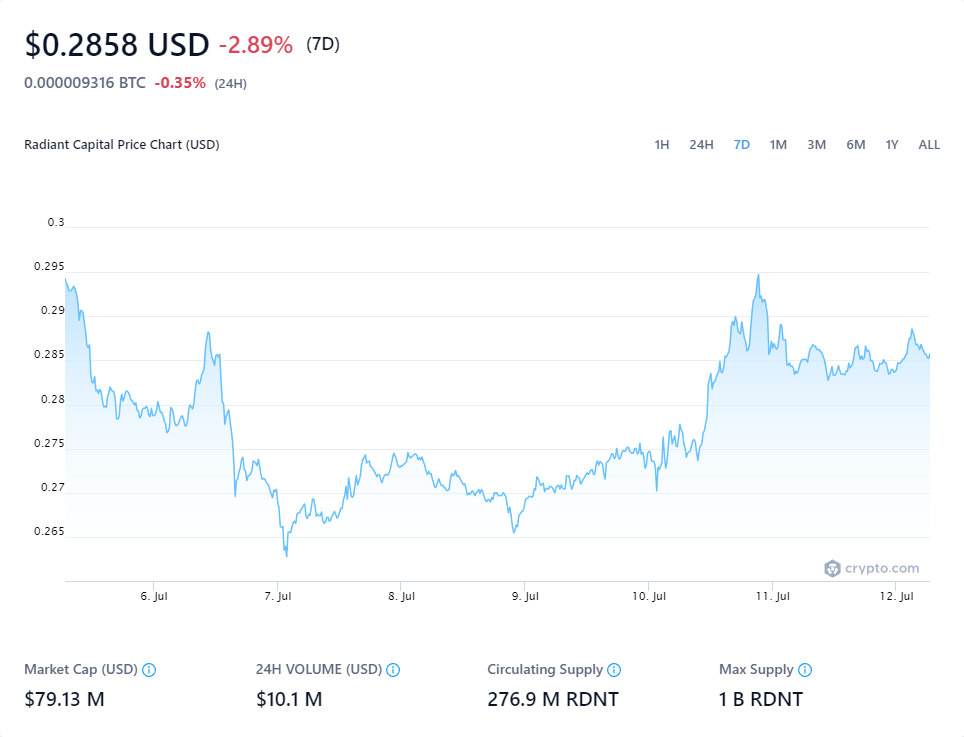 $0.2858 USD -2.89% (7D)
0.000009316 BTC -0.35% (24H)
Radiant Capital Price Chart (USD) 1H 24H 7D 1M 3M 6M 1Y ALL
0.3
0.295
0.29
0.285
0.28
0.275
0.27
0.265
crypto.com
6. Jul 7. Jul 8. Jul 9. Jul 10. Jul 11. Jul 12. Jul
Market Cap (USD) 24H VOLUME (USD) Circulating Supply Max Supply
$79.13 M $10.1 M 276.9 M RDNT 1 B RDNT